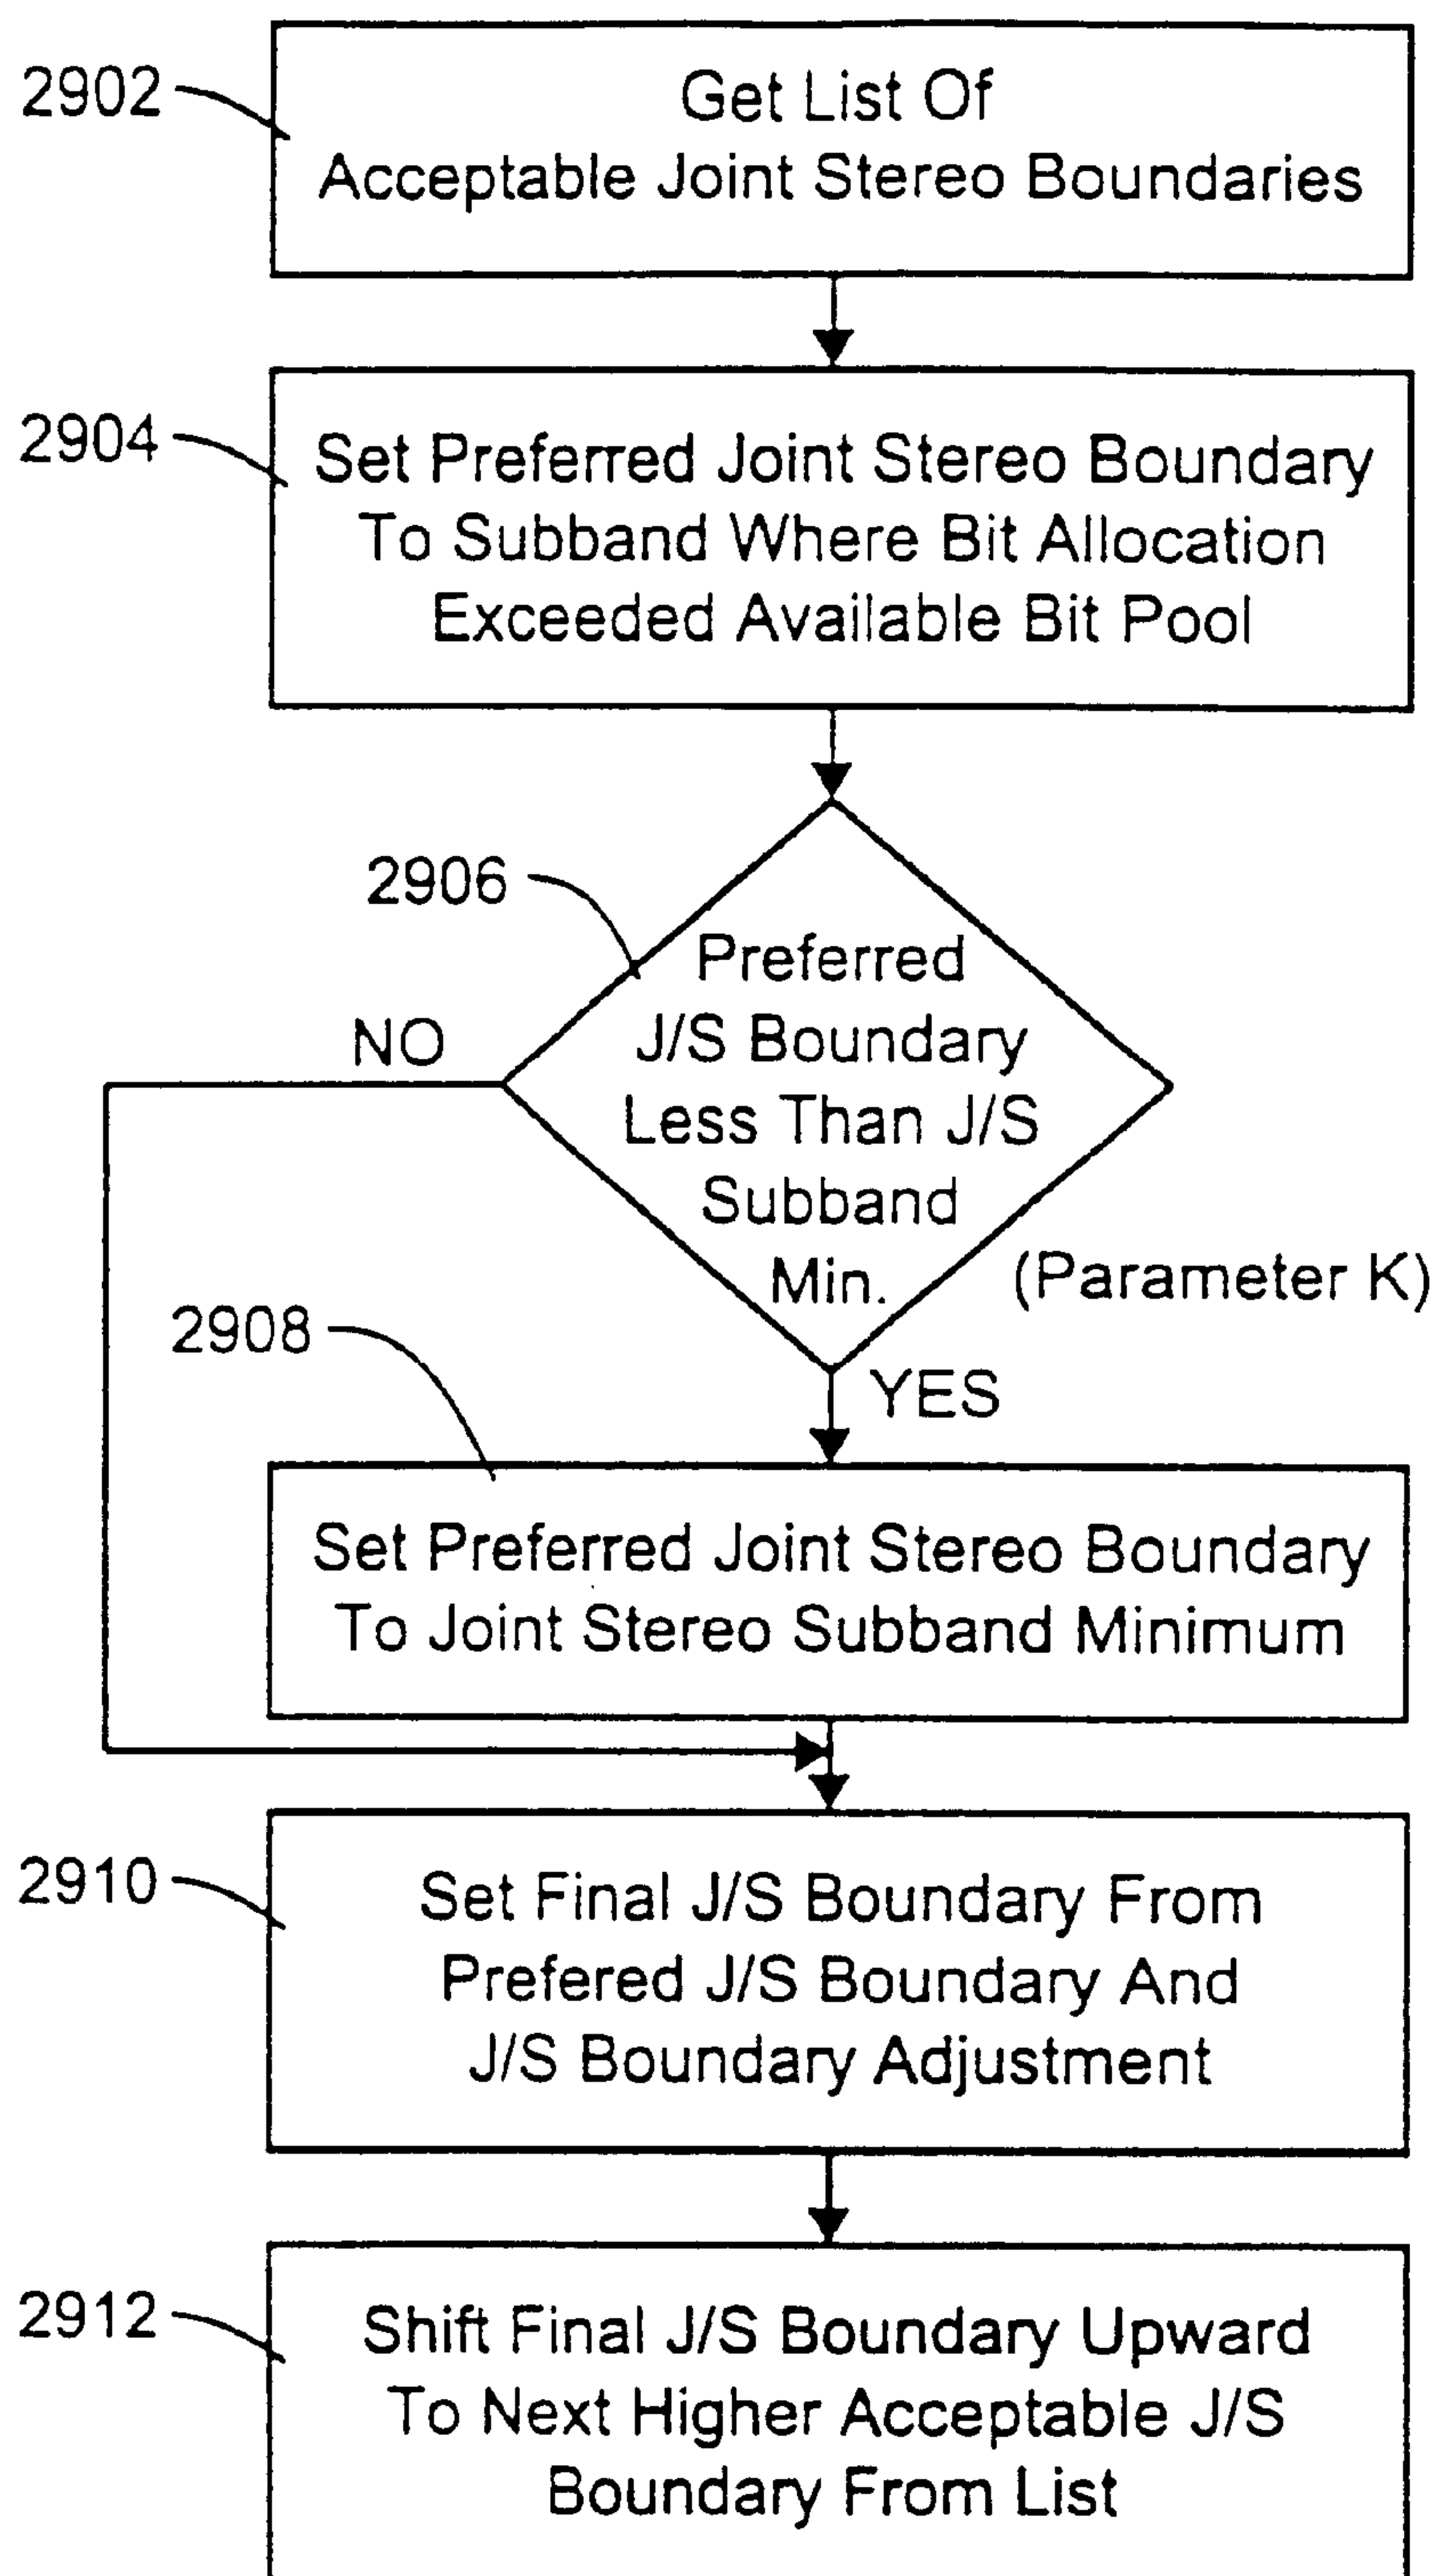 2902
Get List Of
Acceptable Joint Stereo Boundaries
2904
Set Preferred Joint Stereo Boundary
To Subband Where Bit Allocation
Exceeded Available Bit Pool
2906
Preferred
J/S Boundary
Less Than J/S
Subband
Min.
(Parameter K)
NO
YES
2908
Set Preferred Joint Stereo Boundary
To Joint Stereo Subband Minimum
2910
Set Final J/S Boundary From
Prefered J/S Boundary And
J/S Boundary Adjustment
2912
Shift Final J/S Boundary Upward
To Next Higher Acceptable J/S
Boundary From List